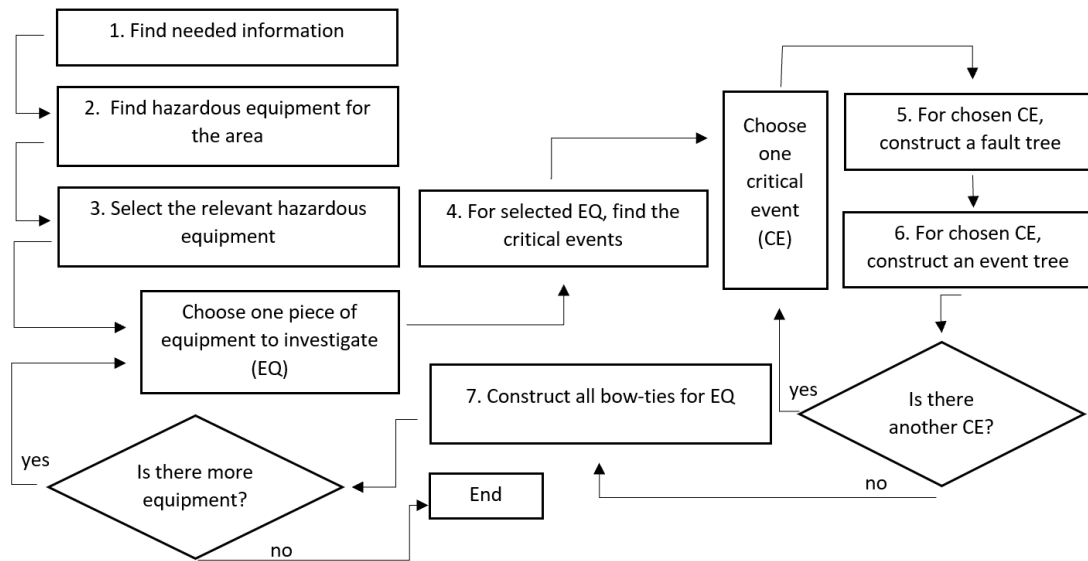 1. Find needed information
2. Find hazardous equipment for
the area
3. Select the relevant hazardous
equipment
Choose one piece of
equipment to investigate
(EQ)
4. For selected EQ, find the
critical events
Choose
one
critical
event
(CE)
5. For chosen CE,
construct a fault tree
6. For chosen CE,
construct an event tree
Is there
another CE?
yes
no
7. Construct all bow-ties for EQ
Is there more
equipment?
yes
no
End